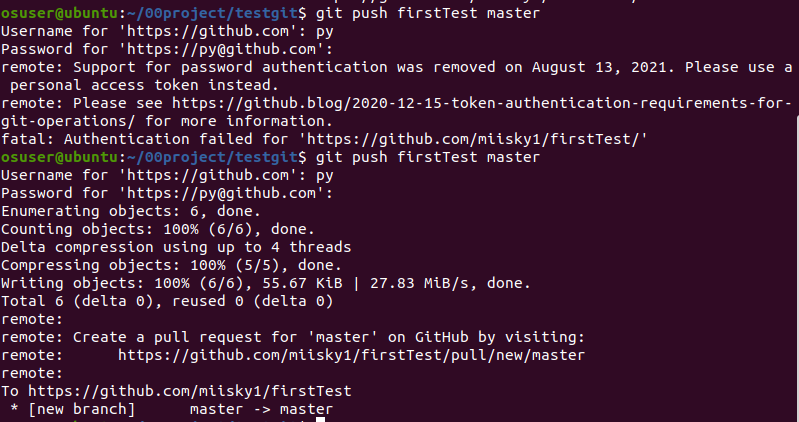 osuser@ubuntu:~/00project/testgit$ git push firstTest master
Username for 'https://github.com': py
Password for 'https://py@github.com':
remote: Support for password authentication was removed on August 13, 2021. Please use a
 personal access token instead.
remote: Please see https://github.blog/2020-12-15-token-authentication-requirements-for-
git-operations/ for more information.
fatal: Authentication failed for 'https://github.com/miisky1/firstTest/'
osuser@ubuntu:~/00project/testgit$ git push firstTest master
Username for 'https://github.com': py
Password for 'https://py@github.com':
Enumerating objects: 6, done.
Counting objects: 100% (6/6), done.
Delta compression using up to 4 threads
Compressing objects: 100% (5/5), done.
Writing objects: 100% (6/6), 55.67 KiB | 27.83 MiB/s, done.
Total 6 (delta 0), reused 0 (delta 0)
remote:
remote: Create a pull request for 'master' on GitHub by visiting:
remote:      https://github.com/miisky1/firstTest/pull/new/master
remote:
To https://github.com/miisky1/firstTest
 * [new branch]      master -> master